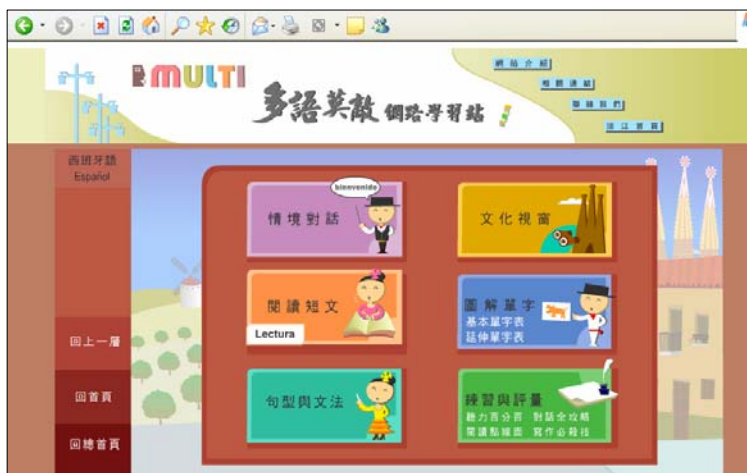 MULTI
多語英敵 網路學習站
網站介紹
相關連結
聯絡我們
淡江首頁
西班牙語
Español
bienvenido
情境對話
文化視窗
閱讀短文
Lectura
圖解單字
基本單字表
延伸單字表
句型與文法
練習與評量
聽力百分百 對話全攻略
閱讀點線面 寫作必殺技
回上一層
回首頁
回總首頁